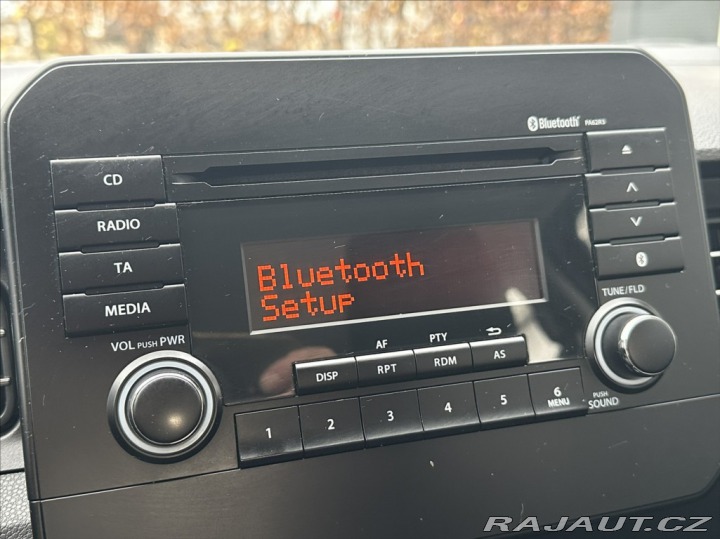 Bluetooth PA62RS
CD
RADIO
TA
MEDIA
Bluetooth
Setup
TUNE/FLD
VOL PUSH PWR
AF PTY
DISP RPT RDM AS
1 2 3 4 5 6 MENU
PUSH SOUND
RAJAUT.CZ